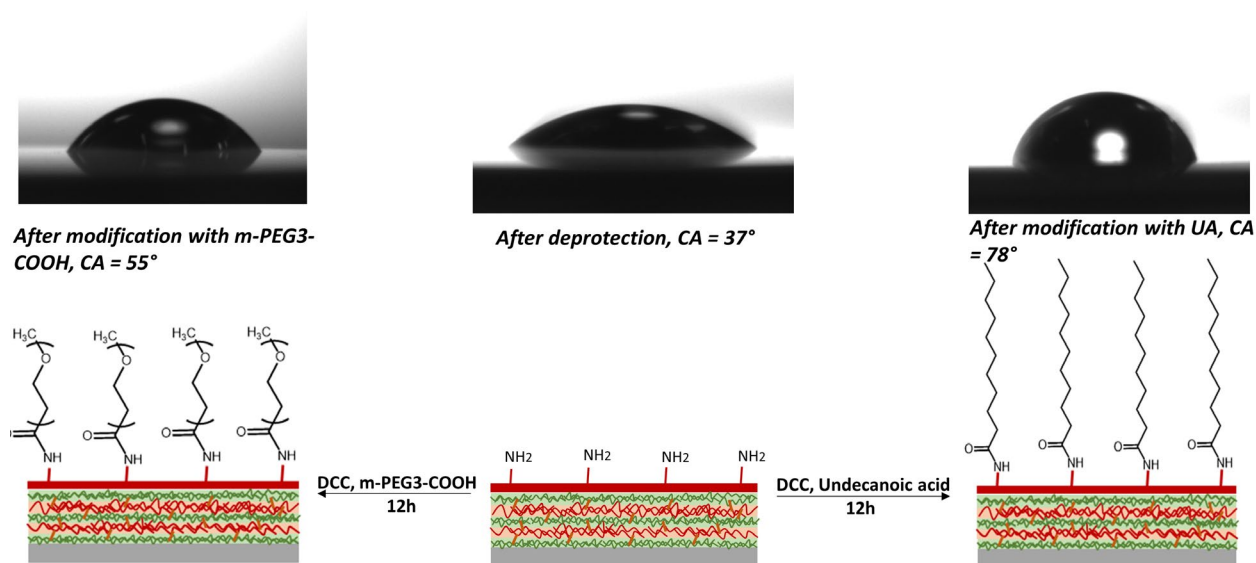 After modification with m-PEG3-
COOH, CA = 55°
After deprotection, CA = 37°
After modification with UA, CA
= 78°
H₃C H₃C H₃C H₃C
O O O O
O O O O
NH NH NH NH
DCC, m-PEG3-COOH
12h
NH2 NH2 NH2 NH2
DCC, Undecanoic acid
12h
O O O O
NH NH NH NH